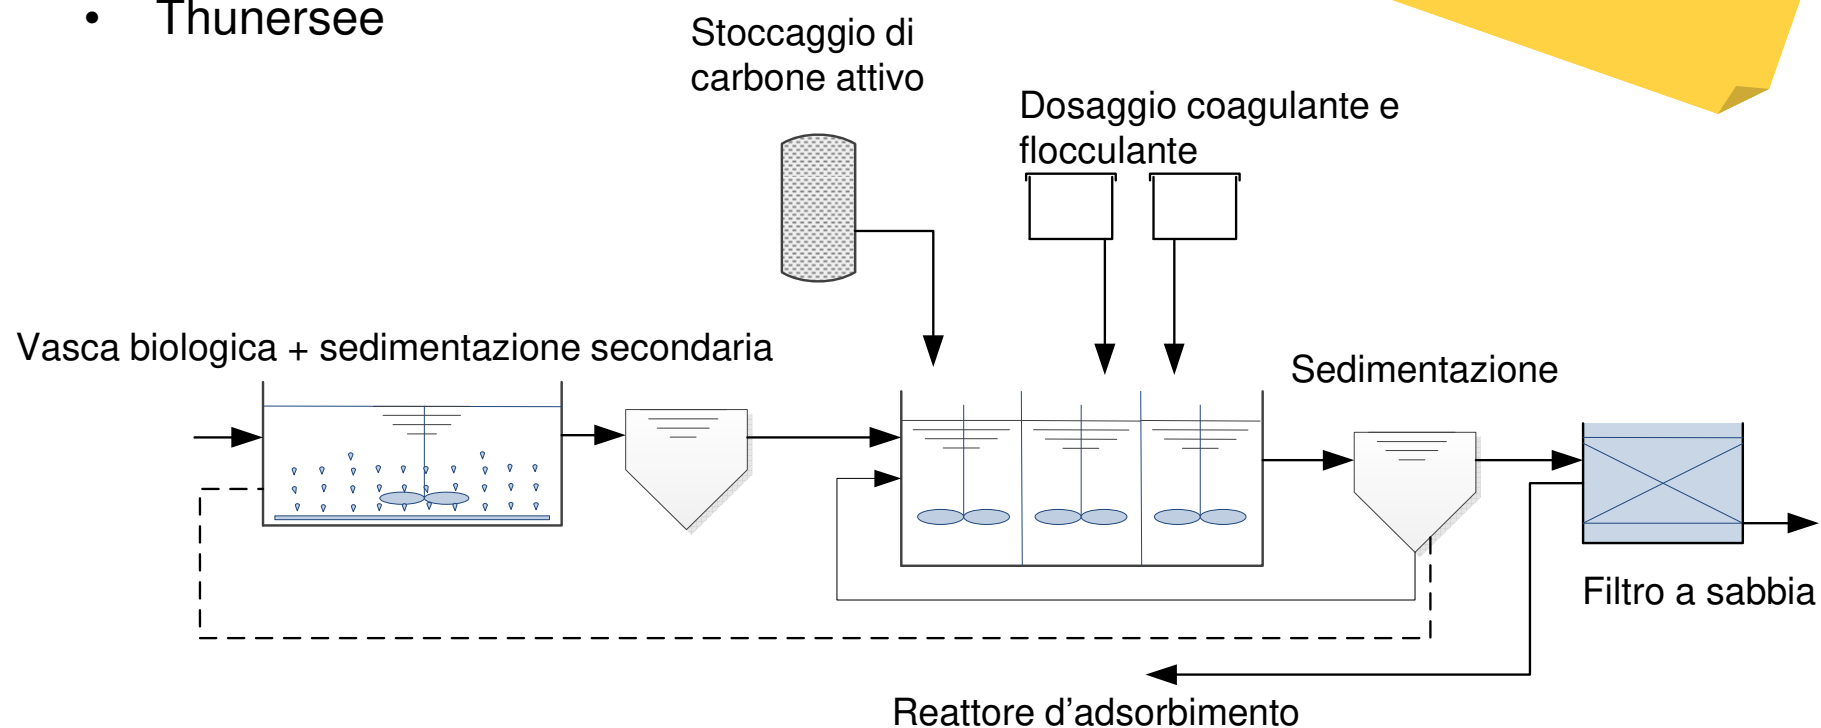 • Thunersee
Stoccaggio di
carbone attivo
Dosaggio coagulante e
flocculante
Vasca biologica + sedimentazione secondaria
Sedimentazione
Filtro a sabbia
Reattore d'adsorbimento